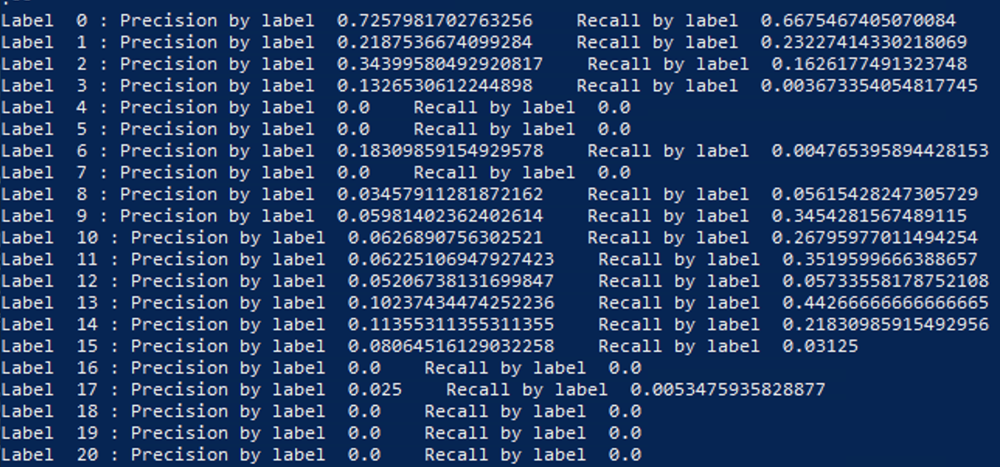 Label 0 : Precision by label 0.7257981702763256 Recall by label 0.6675467405070084
Label 1 : Precision by label 0.2187536674099284 Recall by label 0.23227414330218069
Label 2 : Precision by label 0.34399580492920817 Recall by label 0.1626177491323748
Label 3 : Precision by label 0.1326530612244898 Recall by label 0.003673354054817745
Label 4 : Precision by label 0.0 Recall by label 0.0
Label 5 : Precision by label 0.0 Recall by label 0.0
Label 6 : Precision by label 0.18309859154929578 Recall by label 0.004765395894428153
Label 7 : Precision by label 0.0 Recall by label 0.0
Label 8 : Precision by label 0.03457911281872162 Recall by label 0.05615428247305729
Label 9 : Precision by label 0.05981402362402614 Recall by label 0.3454281567489115
Label 10 : Precision by label 0.0626890756302521 Recall by label 0.267959770114942​54
Label 11 : Precision by label 0.06225106947927423 Recall by label 0.3519599666388657
Label 12 : Precision by label 0.05206738131699847 Recall by label 0.05733558178752108
Label 13 : Precision by label 0.10237434474252236 Recall by label 0.44266666666666665
Label 14 : Precision by label 0.11355311355311355 Recall by label 0.21830985915492956
Label 15 : Precision by label 0.08064516129032258 Recall by label 0.03125
Label 16 : Precision by label 0.0 Recall by label 0.0
Label 17 : Precision by label 0.025 Recall by label 0.0053475935828877
Label 18 : Precision by label 0.0 Recall by label 0.0
Label 19 : Precision by label 0.0 Recall by label 0.0
Label 20 : Precision by label 0.0 Recall by label 0.0